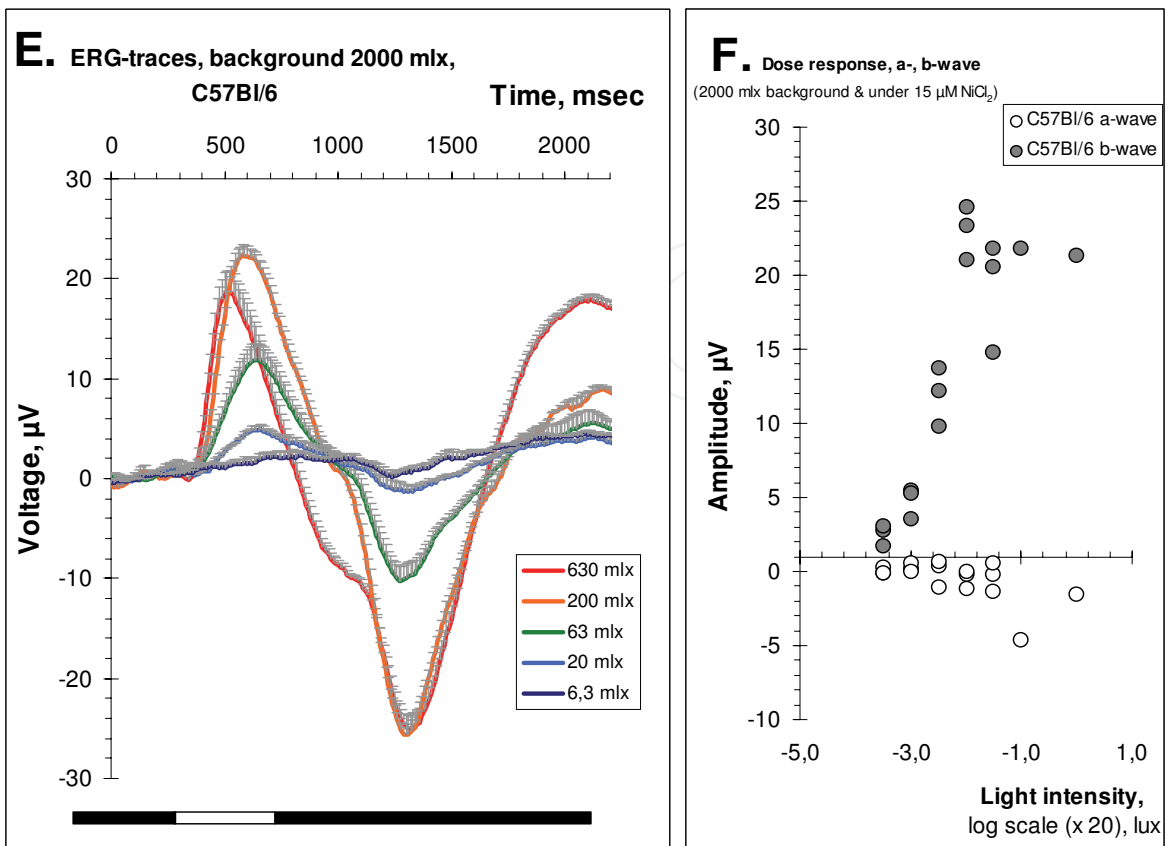 E. ERG-traces, background 2000 mlx,
C57Bl/6
Time, msec
0 500 1000 1500 2000
30
20
10
0
-10
-20
-30
Voltage, µV
630 mlx
200 mlx
63 mlx
20 mlx
6,3 mlx
F. Dose response, a-, b-wave
(2000 mlx background & under 15 µM NiCl₂)
C57Bl/6 a-wave
C57Bl/6 b-wave
30
25
20
15
10
5
0
-5
-10
Amplitude, µV
-5,0 -3,0 -1,0 1,0
Light intensity,
log scale (x 20), lux